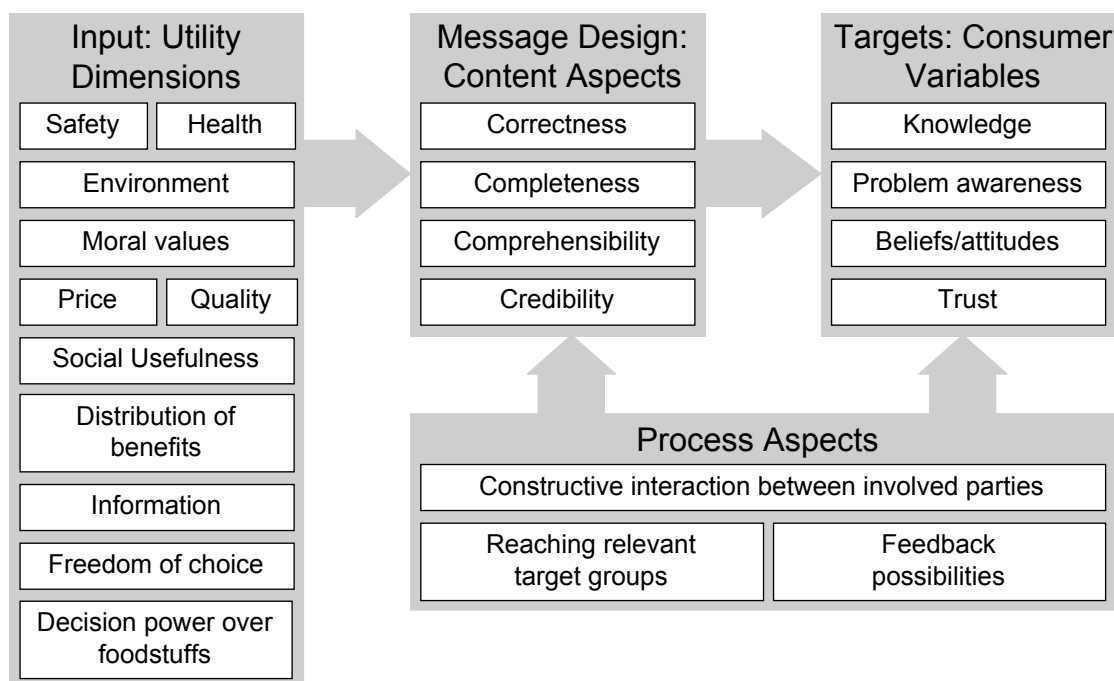 Input: Utility
Dimensions
Safety
Health
Environment
Moral values
Price
Quality
Social Usefulness
Distribution of
benefits
Information
Freedom of choice
Decision power over
foodstuffs
Message Design:
Content Aspects
Correctness
Completeness
Comprehensibility
Credibility
Targets: Consumer
Variables
Knowledge
Problem awareness
Beliefs/attitudes
Trust
Process Aspects
Constructive interaction between involved parties
Reaching relevant
target groups
Feedback
possibilities